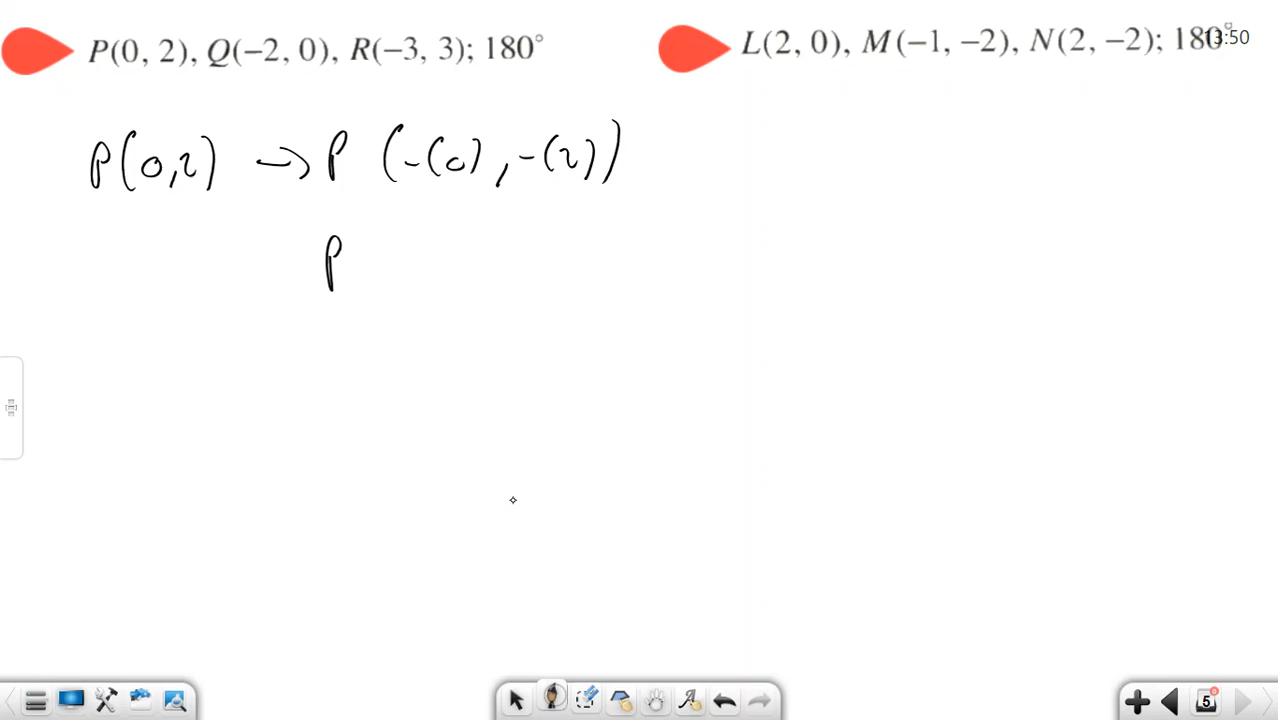 P(0, 2), Q(−2, 0), R(−3, 3); 180°
L(2, 0), M(−1, −2), N(2, −2); 180°
13:50
P(0,2) → P (-(0), -(2))
P
5